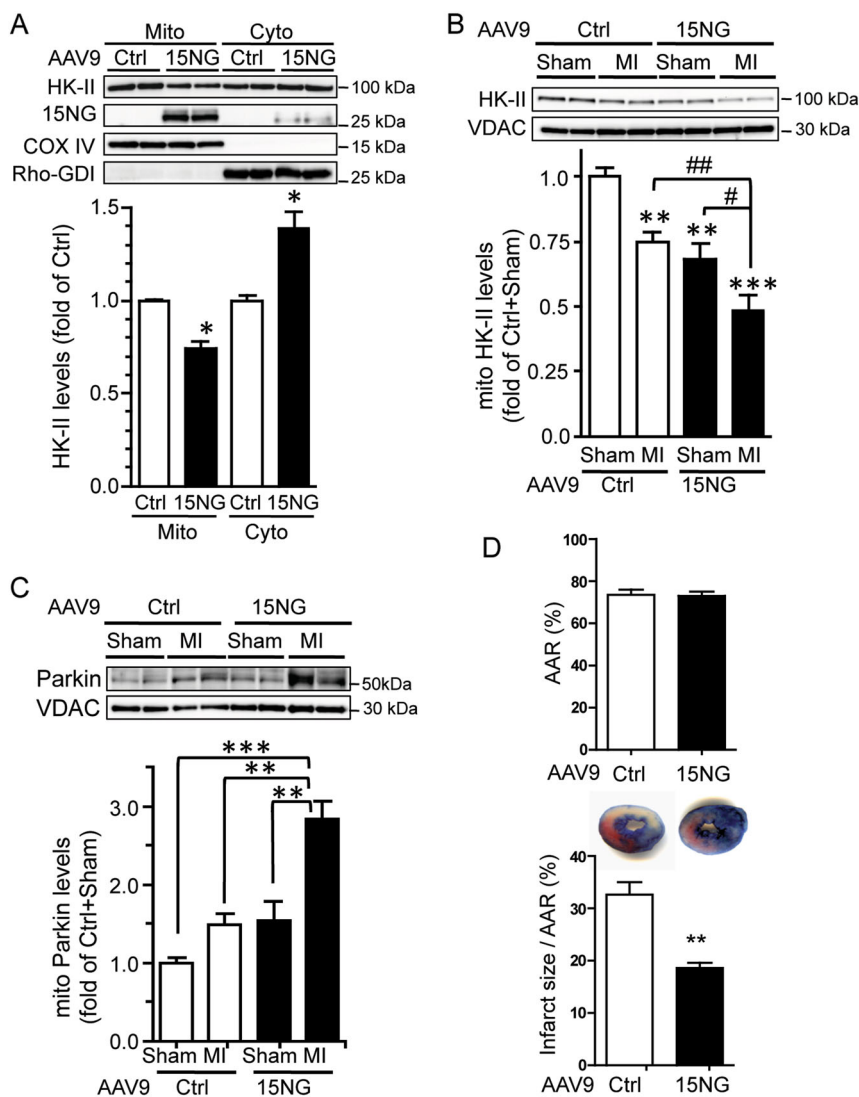 A
Mito Cyto
AAV9 Ctrl 15NG Ctrl 15NG
HK-II 100 kDa
15NG 25 kDa
COX IV 15 kDa
Rho-GDI 25 kDa
HK-II levels (fold of Ctrl)
1.5
1.0
0.5
0.0
*
*
Ctrl 15NG Ctrl 15NG
Mito Cyto
B
AAV9 Ctrl 15NG
Sham MI Sham MI
HK-II 100 kDa
VDAC 30 kDa
mito HK-II levels
(fold of Ctrl+Sham)
1.0
0.75
0.5
0.25
0.0
##
#
** ** ***
Sham MI Sham MI
AAV9 Ctrl 15NG
C
AAV9 Ctrl 15NG
Sham MI Sham MI
Parkin 50kDa
VDAC 30 kDa
mito Parkin levels
(fold of Ctrl+Sham)
3.0
2.0
1.0
0.0
***
**
**
Sham MI Sham MI
AAV9 Ctrl 15NG
D
AAR (%)
100
80
60
40
20
0
AAV9 Ctrl 15NG
Infarct size / AAR (%)
40
30
20
10
0
**
AAV9 Ctrl 15NG